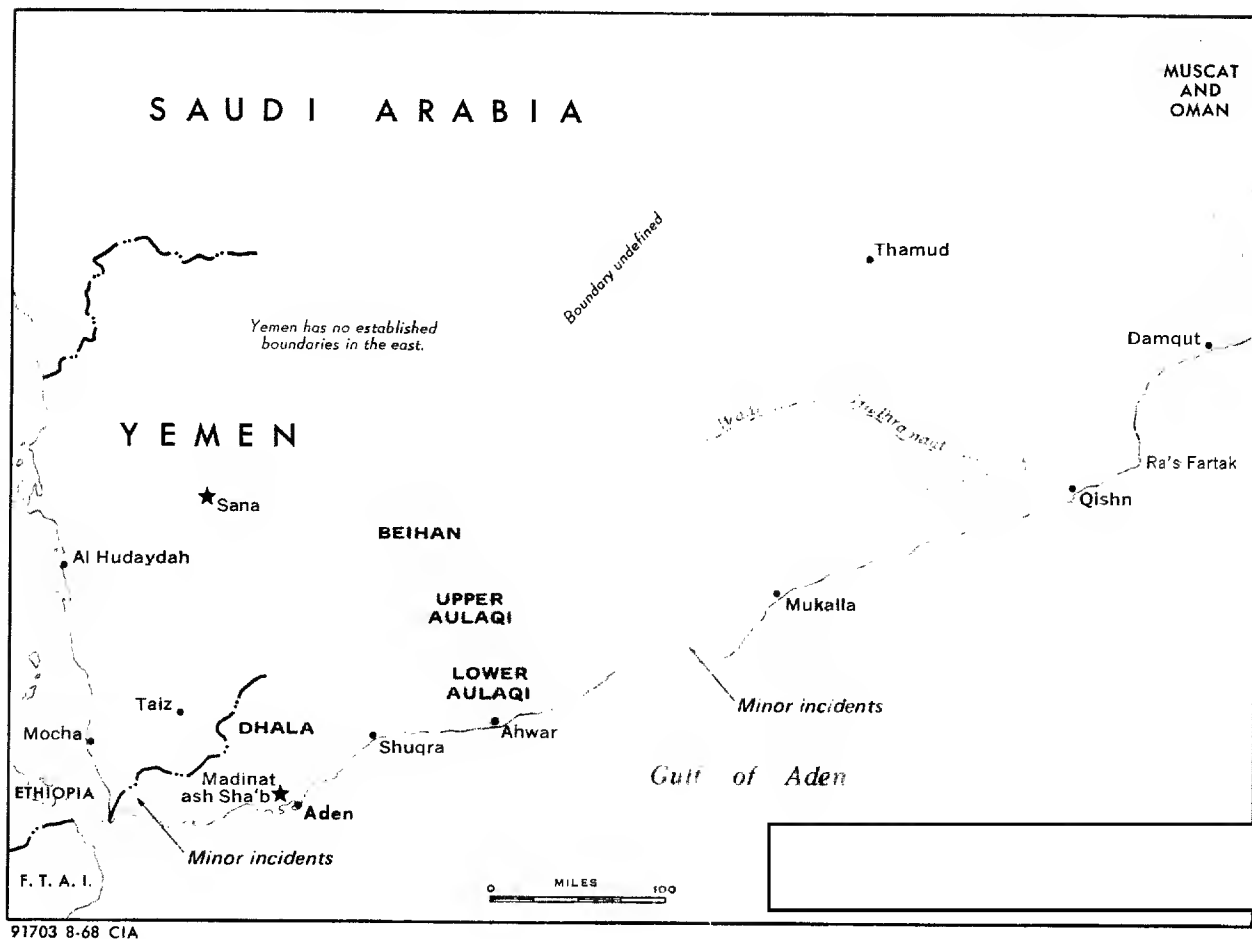 MUSCAT
AND
OMAN
SAUDI ARABIA
Boundary undefined
Thamud
Yemen has no established
boundaries in the east.
Damqut
YEMEN
Ra's Fartak
Sana
Qishn
BEIHAN
Al Hudaydah
UPPER
AULAQI
Mukalla
LOWER
AULAQI
Taiz
Minor incidents
DHALA
Ahwar
Mocha
Shuqra
Gulf of Aden
Madinat
ash Sha'b
ETHIOPIA
Aden
Minor incidents
F. T. A. I.
0 MILES 100
91703 8-68 CIA